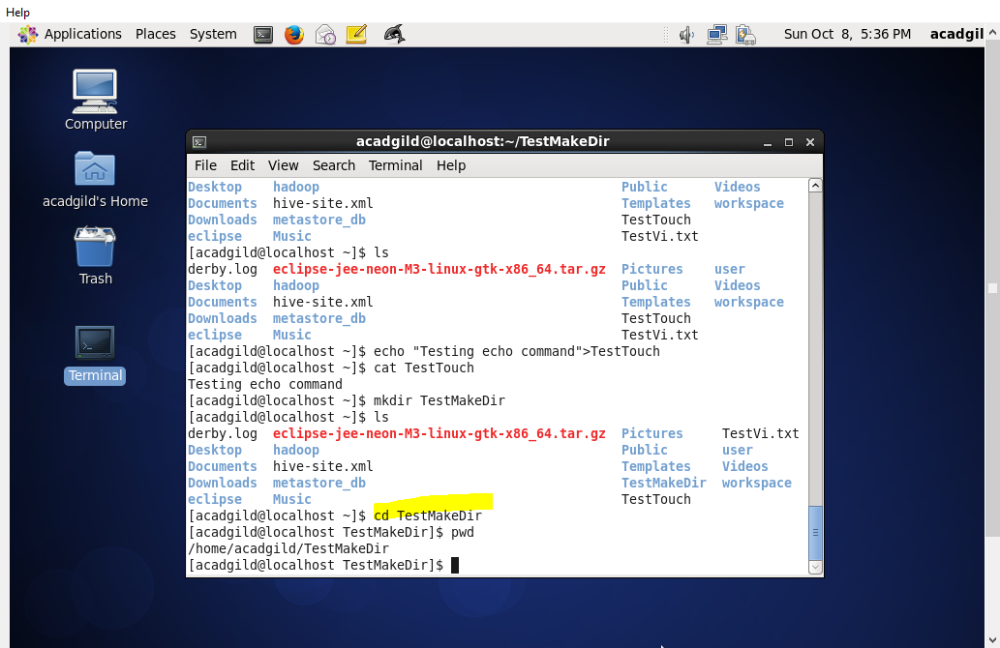 Help
Applications Places System Sun Oct 8, 5:36 PM acadgil
Computer
acadgild's Home
Trash
Terminal
acadgild@localhost:~/TestMakeDir
File Edit View Search Terminal Help
Desktop hadoop Public Videos
Documents hive-site.xml Templates workspace
Downloads metastore_db TestTouch
eclipse Music TestVi.txt
[acadgild@localhost ~]$ ls
derby.log eclipse-jee-neon-M3-linux-gtk-x86_64.tar.gz Pictures user
Desktop hadoop Public Videos
Documents hive-site.xml Templates workspace
Downloads metastore_db TestTouch
eclipse Music TestVi.txt
[acadgild@localhost ~]$ echo "Testing echo command">TestTouch
[acadgild@localhost ~]$ cat TestTouch
Testing echo command
[acadgild@localhost ~]$ mkdir TestMakeDir
[acadgild@localhost ~]$ ls
derby.log eclipse-jee-neon-M3-linux-gtk-x86_64.tar.gz Pictures TestVi.txt
Desktop hadoop Public user
Documents hive-site.xml Templates Videos
Downloads metastore_db TestMakeDir workspace
eclipse Music TestTouch
[acadgild@localhost ~]$ cd TestMakeDir
[acadgild@localhost TestMakeDir]$ pwd
/home/acadgild/TestMakeDir
[acadgild@localhost TestMakeDir]$